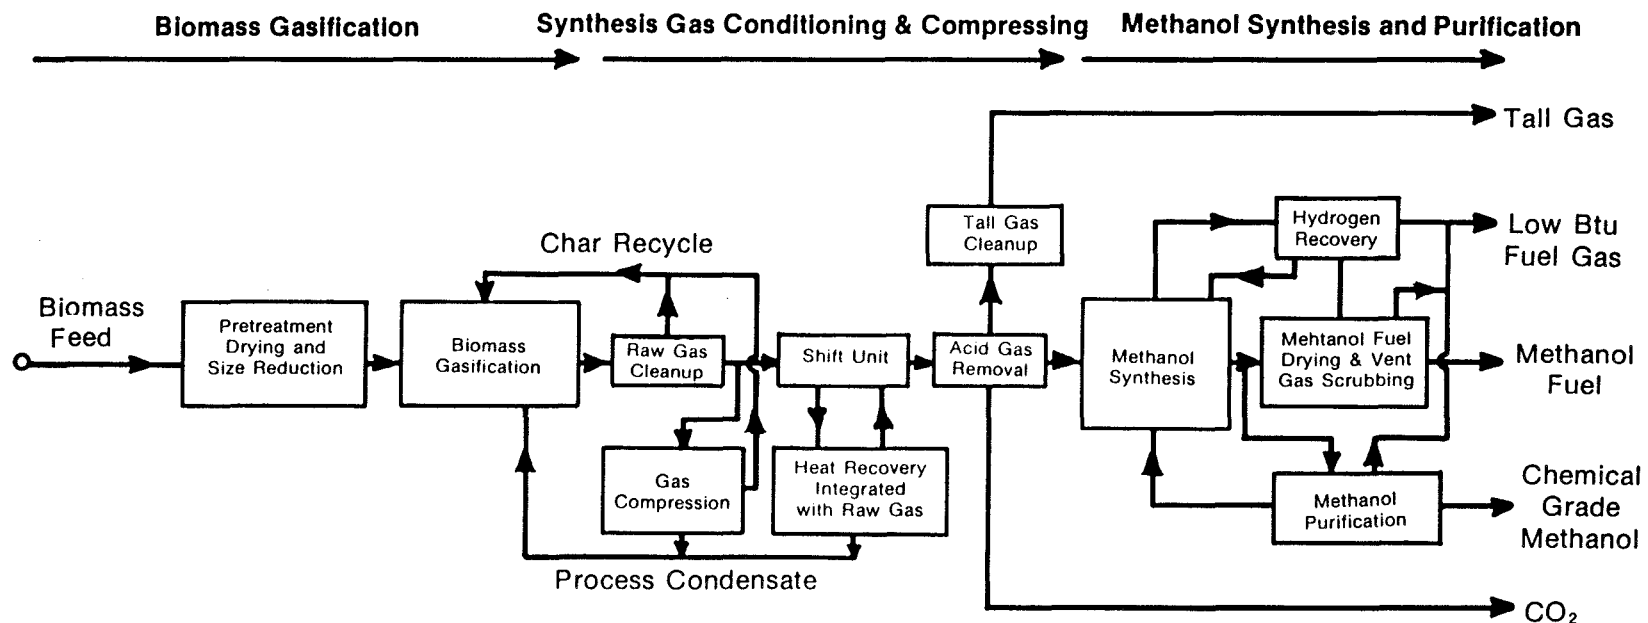 Biomass Gasification
Synthesis Gas Conditioning & Compressing
Methanol Synthesis and Purification
Tall Gas
Tall Gas
Cleanup
Hydrogen
Recovery
Low Btu
Fuel Gas
Char Recycle
Biomass
Feed
Pretreatment
Drying and
Size Reduction
Biomass
Gasification
Raw Gas
Cleanup
Shift Unit
Acid Gas
Removal
Methanol
Synthesis
Mehtanol Fuel
Drying & Vent
Gas Scrubbing
Methanol
Fuel
Gas
Compression
Heat Recovery
Integrated
with Raw Gas
Methanol
Purification
Chemical
Grade
Methanol
Process Condensate
CO₂